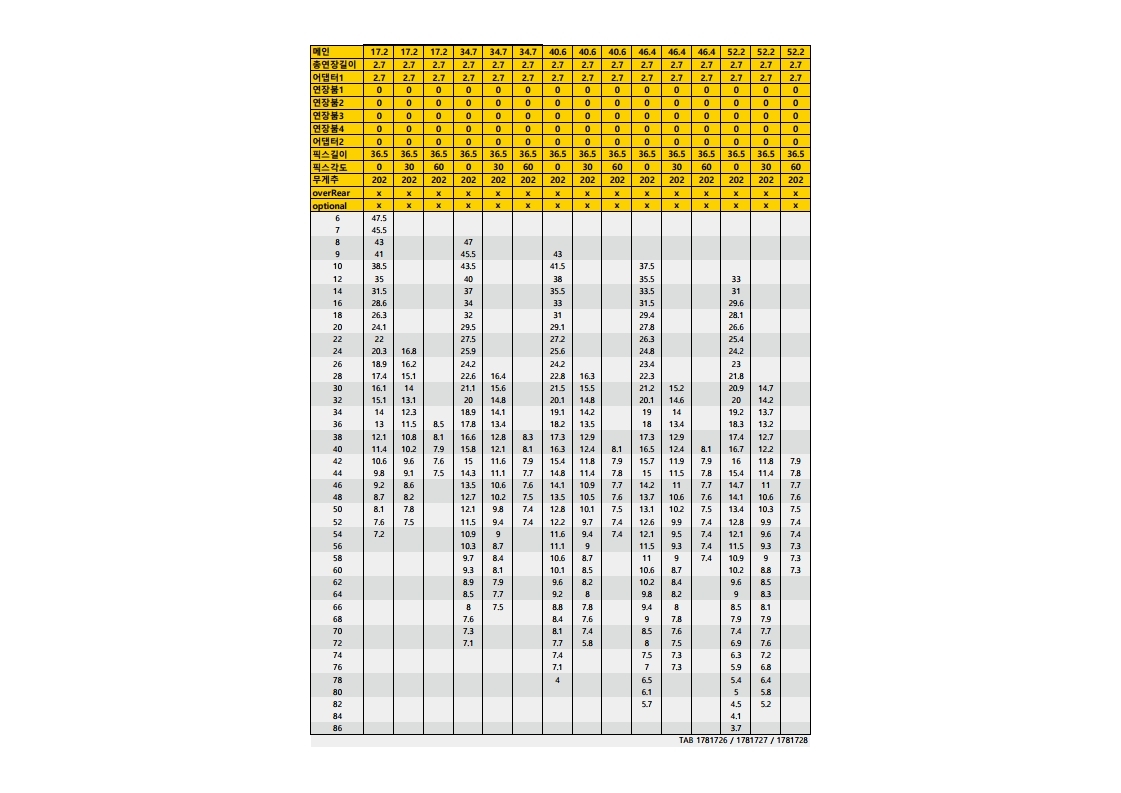 메인 17.2 17.2 17.2 34.7 34.7 34.7 40.6 40.6 40.6 46.4 46.4 46.4 52.2 52.2 52.2
총연장길이 2.7 2.7 2.7 2.7 2.7 2.7 2.7 2.7 2.7 2.7 2.7 2.7 2.7 2.7 2.7
어댑터1 2.7 2.7 2.7 2.7 2.7 2.7 2.7 2.7 2.7 2.7 2.7 2.7 2.7 2.7 2.7
연장붐1 0 0 0 0 0 0 0 0 0 0 0 0 0 0 0
연장붐2 0 0 0 0 0 0 0 0 0 0 0 0 0 0 0
연장붐3 0 0 0 0 0 0 0 0 0 0 0 0 0 0 0
연장붐4 0 0 0 0 0 0 0 0 0 0 0 0 0 0 0
어댑터2 0 0 0 0 0 0 0 0 0 0 0 0 0 0 0
픽스길이 36.5 36.5 36.5 36.5 36.5 36.5 36.5 36.5 36.5 36.5 36.5 36.5 36.5 36.5 36.5
픽스각도 0 30 60 0 30 60 0 30 60 0 30 60 0 30 60
무게추 202 202 202 202 202 202 202 202 202 202 202 202 202 202 202
overRear x x x x x x x x x x x x x x x
optional x x x x x x x x x x x x x x x
6 47.5
7 45.5
8 43 47
9 41 45.5 43
10 38.5 43.5 41.5 37.5
12 35 40 38 35.5 33
14 31.5 37 35.5 33.5 31
16 28.6 34 33 31.5 29.6
18 26.3 32 31 29.4 28.1
20 24.1 29.5 29.1 27.8 26.6
22 22 27.5 27.2 26.3 25.4
24 20.3 16.8 25.9 25.6 24.8 24.2
26 18.9 16.2 24.2 24.2 23.4 23
28 17.4 15.1 22.6 16.4 22.8 16.3 22.3 21.8
30 16.1 14 21.1 15.6 21.5 15.5 21.2 15.2 20.9 14.7
32 15.1 13.1 20 14.8 20.1 14.8 20.1 14.6 20 14.2
34 14 12.3 18.9 14.1 19.1 14.2 19 14 19.2 13.7
36 13 11.5 8.5 17.8 13.4 18.2 13.5 18 13.4 18.3 13.2
38 12.1 10.8 8.1 16.6 12.8 8.3 17.3 12.9 17.3 12.9 17.4 12.7
40 11.4 10.2 7.9 15.8 12.1 8.1 16.3 12.4 8.1 16.5 12.4 8.1 16.7 12.2
42 10.6 9.6 7.6 15 11.6 7.9 15.4 11.8 7.9 15.7 11.9 7.9 16 11.8 7.9
44 9.8 9.1 7.5 14.3 11.1 7.7 14.8 11.4 7.8 15 11.5 7.8 15.4 11.4 7.8
46 9.2 8.6 13.5 10.6 7.6 14.1 10.9 7.7 14.2 11 7.7 14.7 11 7.7
48 8.7 8.2 12.7 10.2 7.5 13.5 10.5 7.6 13.7 10.6 7.6 14.1 10.6 7.6
50 8.1 7.8 12.1 9.8 7.4 12.8 10.1 7.5 13.1 10.2 7.5 13.4 10.3 7.5
52 7.6 7.5 11.5 9.4 7.4 12.2 9.7 7.4 12.6 9.9 7.4 12.8 9.9 7.4
54 7.2 10.9 9 11.6 9.4 7.4 12.1 9.5 7.4 12.1 9.6 7.4
56 10.3 8.7 11.1 9 11.5 9.3 7.4 11.5 9.3 7.3
58 9.7 8.4 10.6 8.7 11 9 7.4 10.9 9 7.3
60 9.3 8.1 10.1 8.5 10.6 8.7 10.2 8.8 7.3
62 8.9 7.9 9.6 8.2 10.2 8.4 9.6 8.5
64 8.5 7.7 9.2 8 9.8 8.2 9 8.3
66 8 7.5 8.8 7.8 9.4 8 8.5 8.1
68 7.6 8.4 7.6 9 7.8 7.9 7.9
70 7.3 8.1 7.4 8.5 7.6 7.4 7.7
72 7.1 7.7 5.8 8 7.5 6.9 7.6
74 7.4 7.5 7.3 6.3 7.2
76 7.1 7 7.3 5.9 6.8
78 4 6.5 5.4 6.4
80 6.1 5 5.8
82 5.7 4.5 5.2
84 4.1
86 3.7
TAB 1781726 / 1781727 / 1781728